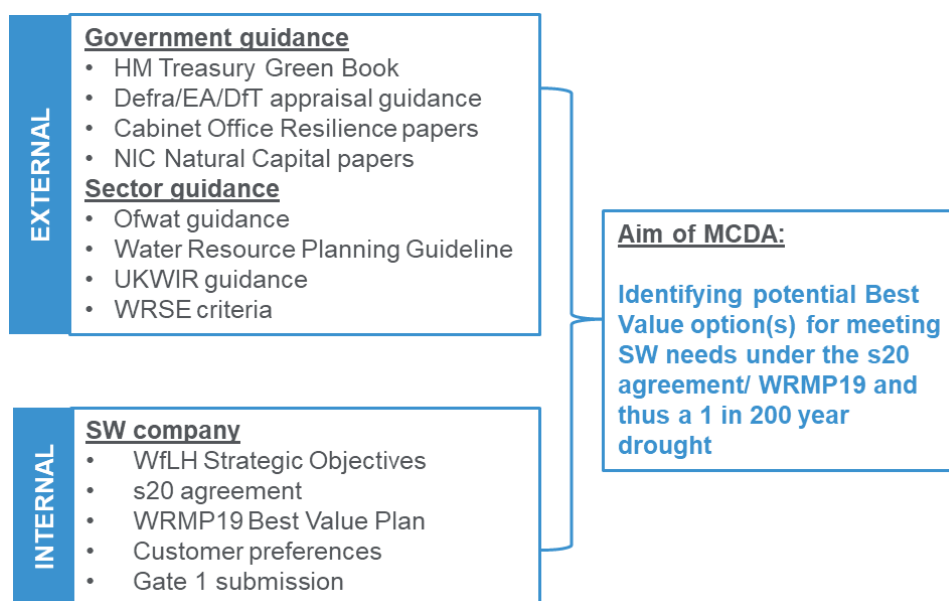 EXTERNAL
Government guidance
• HM Treasury Green Book
• Defra/EA/DfT appraisal guidance
• Cabinet Office Resilience papers
• NIC Natural Capital papers
Sector guidance
• Ofwat guidance
• Water Resource Planning Guideline
• UKWIR guidance
• WRSE criteria
INTERNAL
SW company
• WfLH Strategic Objectives
• s20 agreement
• WRMP19 Best Value Plan
• Customer preferences
• Gate 1 submission
Aim of MCDA:
Identifying potential Best
Value option(s) for meeting
SW needs under the s20
agreement/ WRMP19 and
thus a 1 in 200 year
drought